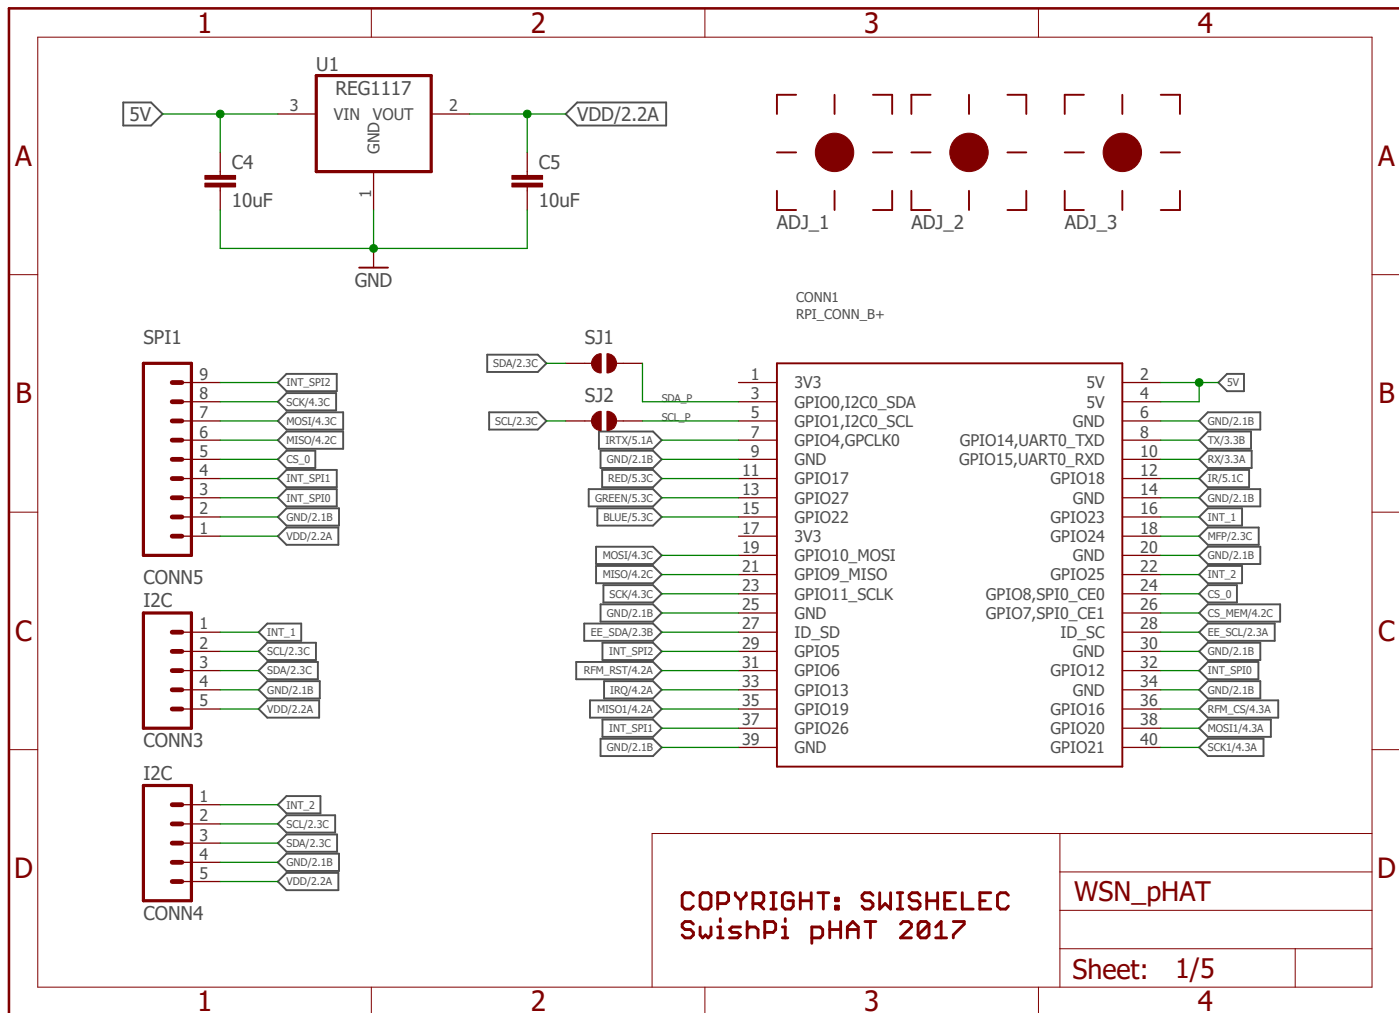 1 2 3 4
A A
B B
C C
D D
1 2 3 4
U1
REG1117
VIN VOUT
GND
5V
3
2
1
VDD/2.2A
C4
10uF
C5
10uF
GND
ADJ_1
ADJ_2
ADJ_3
SPI1
9 INT_SPI2
8 SCK/4.3C
7 MOSI/4.3C
6 MISO/4.2C
5 CS_0
4 INT_SPI1
3 INT_SPI0
2 GND/2.1B
1 VDD/2.2A
CONN5
I2C
1 INT_1
2 SCL/2.3C
3 SDA/2.3C
4 GND/2.1B
5 VDD/2.2A
CONN3
I2C
1 INT_2
2 SCL/2.3C
3 SDA/2.3C
4 GND/2.1B
5 VDD/2.2A
CONN4
SJ1
SDA/2.3C
SDA_P
SJ2
SCL/2.3C
SCL_P
CONN1
RPI_CONN_B+
1 3V3 5V 2 5V
3 GPIO0,I2C0_SDA 5V 4
5 GPIO1,I2C0_SCL GND 6 GND/2.1B
IRTX/5.1A 7 GPIO4,GPCLK0 GPIO14,UART0_TXD 8 TX/3.3B
GND/2.1B 9 GND GPIO15,UART0_RXD 10 RX/3.3A
RED/5.3C 11 GPIO17 GPIO18 12 IR/5.1C
GREEN/5.3C 13 GPIO27 GND 14 GND/2.1B
BLUE/5.3C 15 GPIO22 GPIO23 16 INT_1
17 3V3 GPIO24 18 MFP/2.3C
MOSI/4.3C 19 GPIO10_MOSI GND 20 GND/2.1B
MISO/4.2C 21 GPIO9_MISO GPIO25 22 INT_2
SCK/4.3C 23 GPIO11_SCLK GPIO8,SPI0_CE0 24 CS_0
GND/2.1B 25 GND GPIO7,SPI0_CE1 26 CS_MEM/4.2C
EE_SDA/2.3B 27 ID_SD ID_SC 28 EE_SCL/2.3A
INT_SPI2 29 GPIO5 GND 30 GND/2.1B
RFM_RST/4.2A 31 GPIO6 GPIO12 32 INT_SPI0
IRQ/4.2A 33 GPIO13 GND 34 GND/2.1B
MISO1/4.2A 35 GPIO19 GPIO16 36 RFM_CS/4.3A
INT_SPI1 37 GPIO26 GPIO20 38 MOSI1/4.3A
GND/2.1B 39 GND GPIO21 40 SCK1/4.3A
COPYRIGHT: SWISHELEC
SwishPi pHAT 2017
WSN_pHAT
Sheet: 1/5